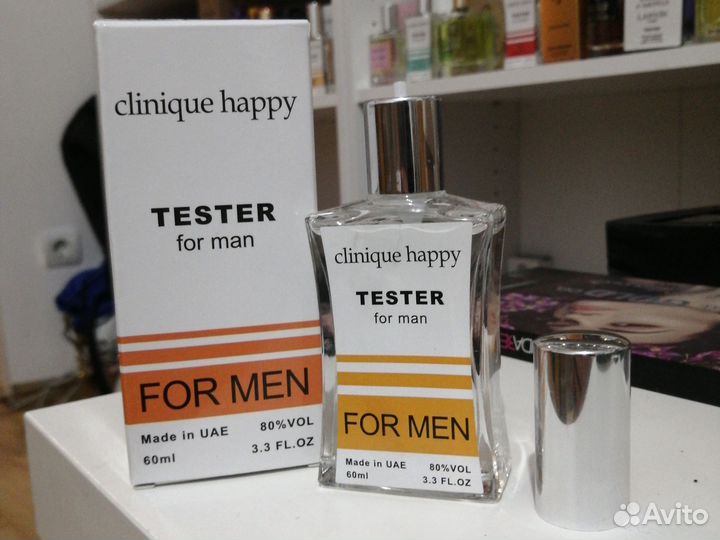 clinique happy
TESTER
for man
FOR MEN
Made in UAE 80%VOL
60ml 3.3 FL.OZ
clinique happy
TESTER
for man
FOR MEN
Made in UAE 80%VOL
60ml 3.3 FL.OZ
Avito